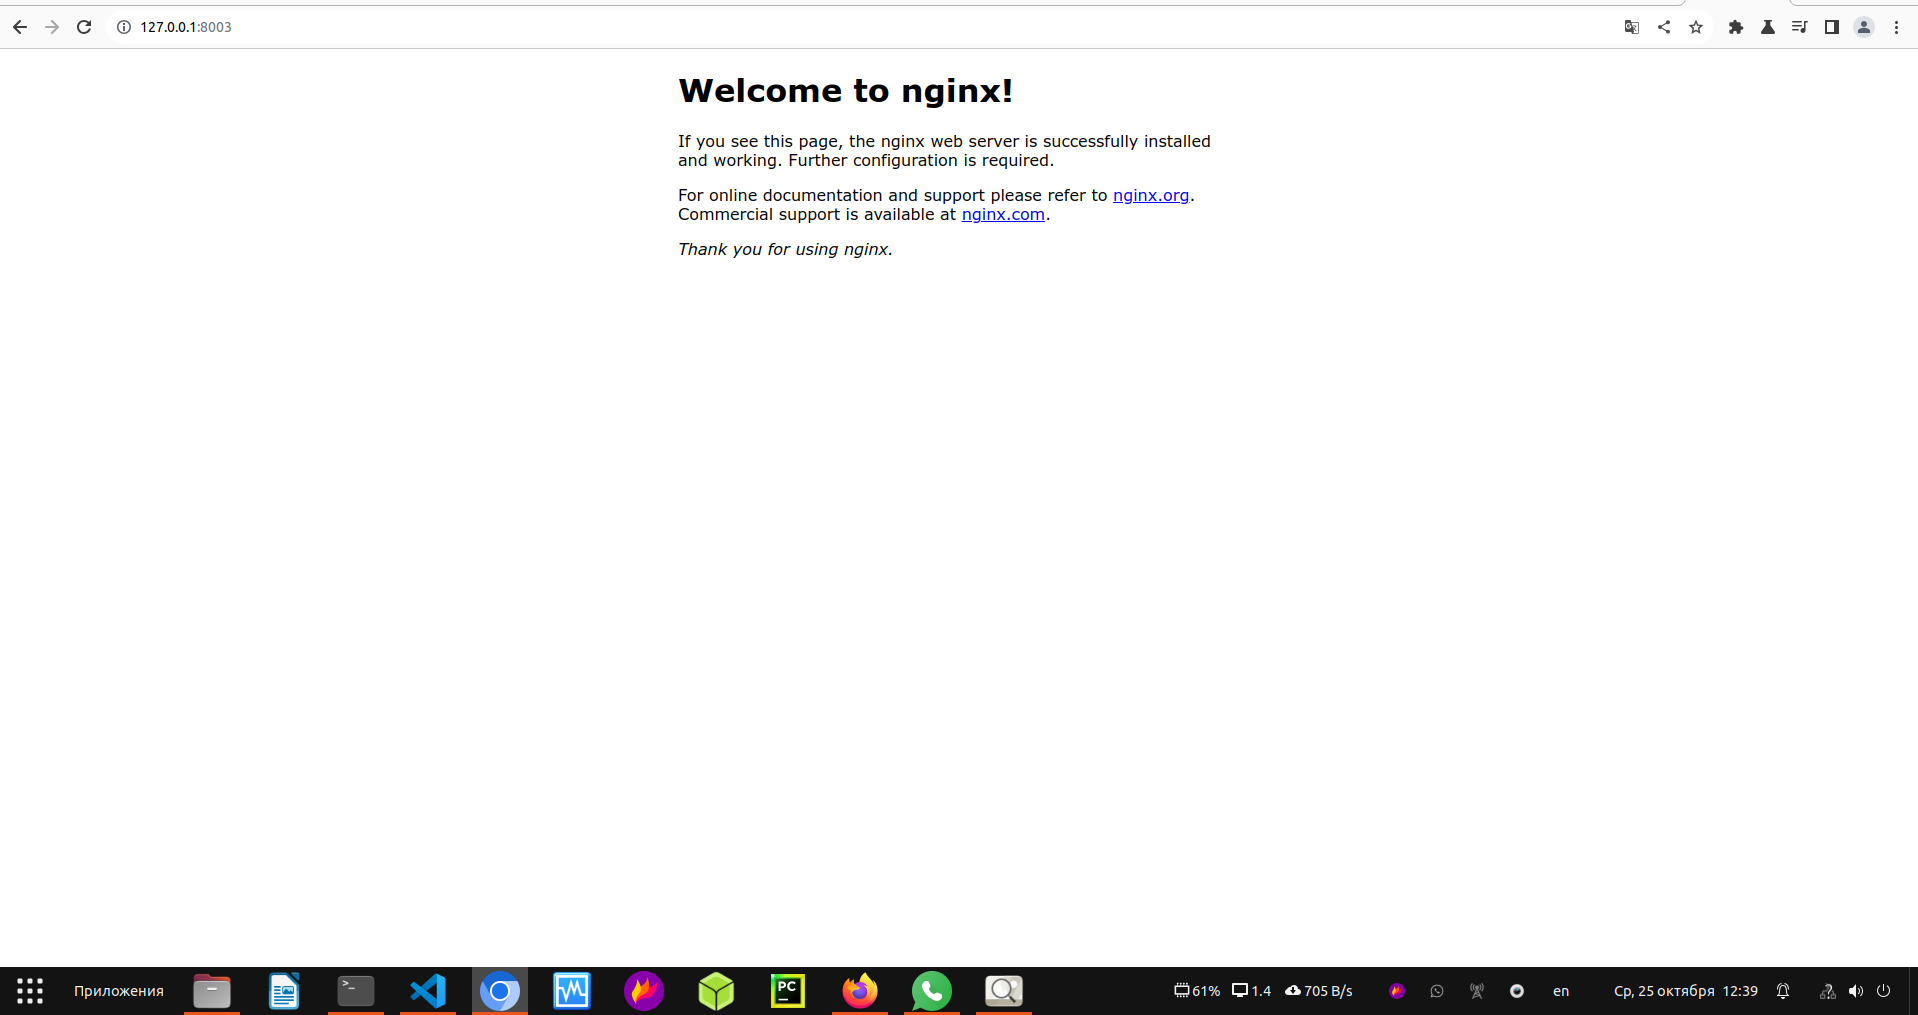 127.0.0.1:8003
Welcome to nginx!
If you see this page, the nginx web server is successfully installed
and working. Further configuration is required.
For online documentation and support please refer to nginx.org.
Commercial support is available at nginx.com.
Thank you for using nginx.
Приложения
>_
PC
61% 1.4 705 B/s en Ср, 25 октября 12:39